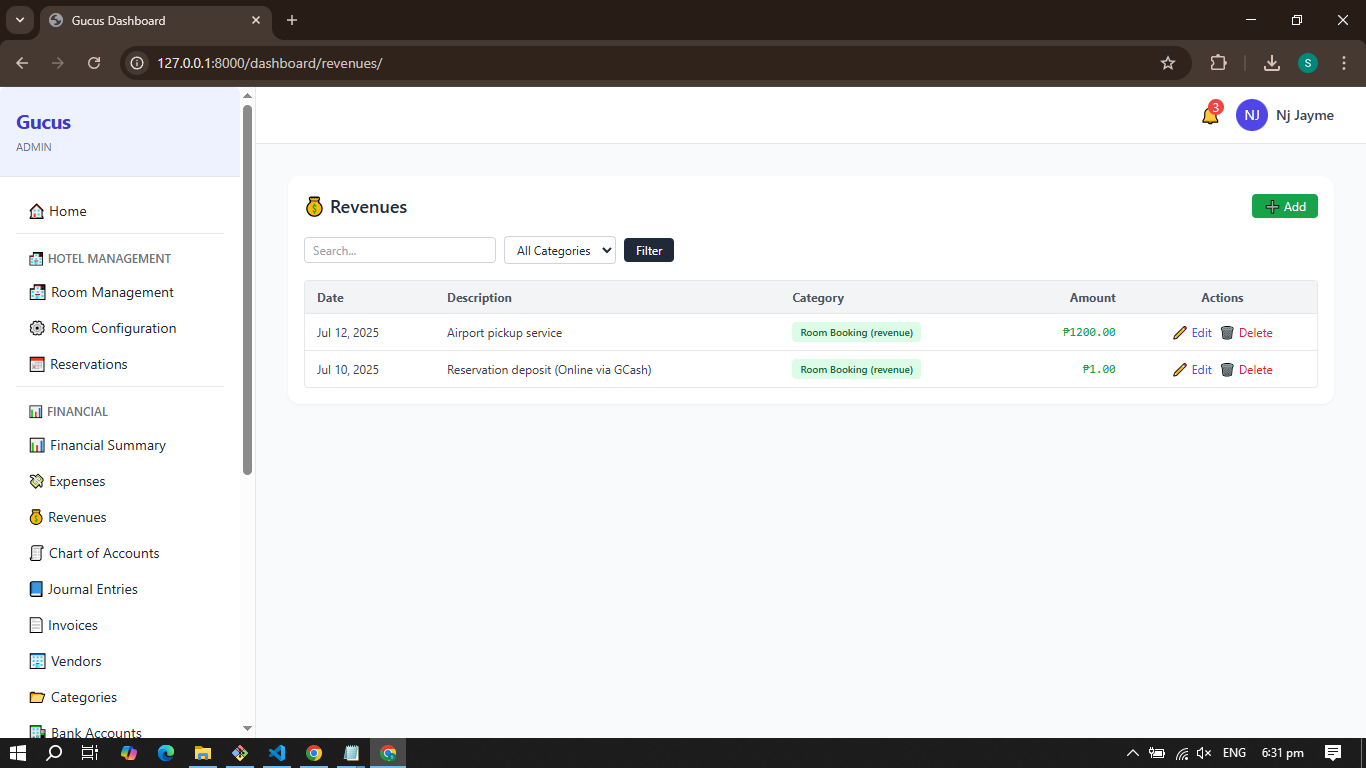 Gucus Dashboard
127.0.0.1:8000/dashboard/revenues/
S
Gucus
ADMIN
3
NJ
Nj Jayme
Home
HOTEL MANAGEMENT
Room Management
Room Configuration
Reservations
FINANCIAL
Financial Summary
Expenses
Revenues
Chart of Accounts
Journal Entries
Invoices
Vendors
Categories
Bank Accounts
Revenues
Add
Search...
All Categories
Filter
Date Description Category Amount Actions
Jul 12, 2025 Airport pickup service Room Booking (revenue) ₱1200.00 Edit Delete
Jul 10, 2025 Reservation deposit (Online via GCash) Room Booking (revenue) ₱1.00 Edit Delete
ENG
6:31 pm